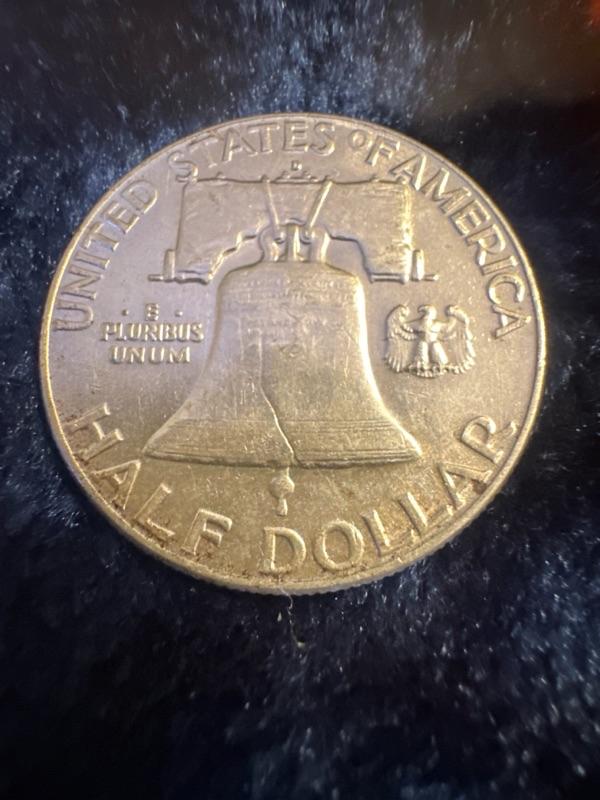 UNITED STATES OF AMERICA
D
E
PLURIBUS
UNUM
HALF DOLLAR